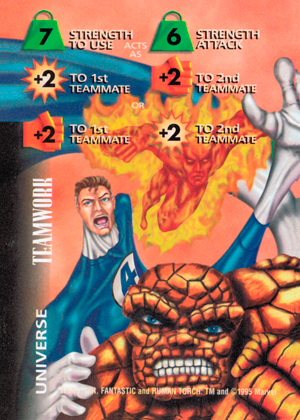 7 STRENGTH TO USE
ACTS AS
6 STRENGTH ATTACK
+2 TO 1st TEAMMATE
+2 TO 2nd TEAMMATE
OR
+2 TO 1st TEAMMATE
+2 TO 2nd TEAMMATE
TEAMWORK
UNIVERSE
4
R. FANTASTIC and HUMAN TORCH: TM and ©1995 Marvel